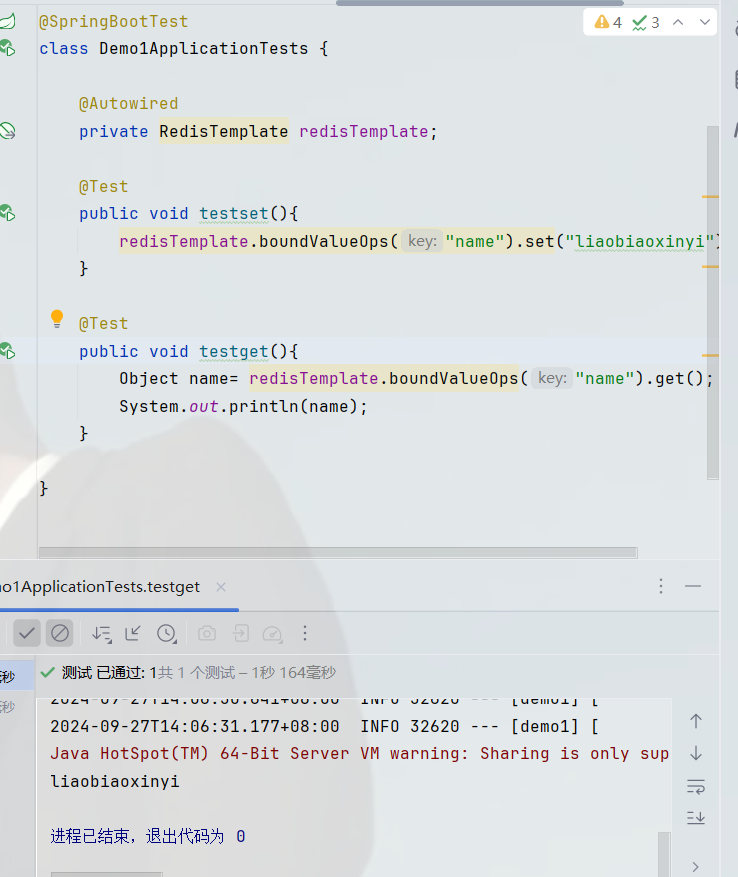 @SpringBootTest
class Demo1ApplicationTests {
@Autowired
private RedisTemplate redisTemplate;
@Test
public void testset(){
redisTemplate.boundValueOps( key: "name").set("liaobiaoxinyi")
}
@Test
public void testget(){
Object name= redisTemplate.boundValueOps( key: "name").get();
System.out.println(name);
}
}
4 3
o1ApplicationTests.testget
毫秒
毫秒
测试 已通过: 1共 1 个测试 – 1秒 164毫秒
2024-09-27T14:06:30.841+08:00 INFO 32620 --- [demo1] [
2024-09-27T14:06:31.177+08:00 INFO 32620 --- [demo1] [
Java HotSpot(TM) 64-Bit Server VM warning: Sharing is only sup
liaobiaoxinyi
进程已结束，退出代码为 0